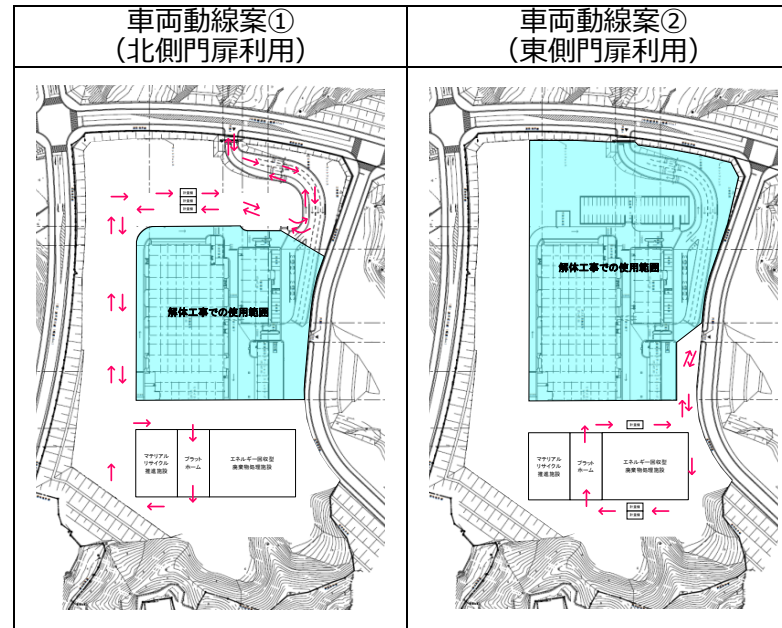 車両動線案①
(北側門扉利用)
車両動線案②
(東側門扉利用)
計量機
計量機
計量機
解体工事での使用範囲
マテリアル
リサイクル
推進施設
プラット
ホーム
エネルギー回収型
廃棄物処理施設
解体工事での使用範囲
計量機
マテリアル
リサイクル
推進施設
プラット
ホーム
エネルギー回収型
廃棄物処理施設
計量機
計量機